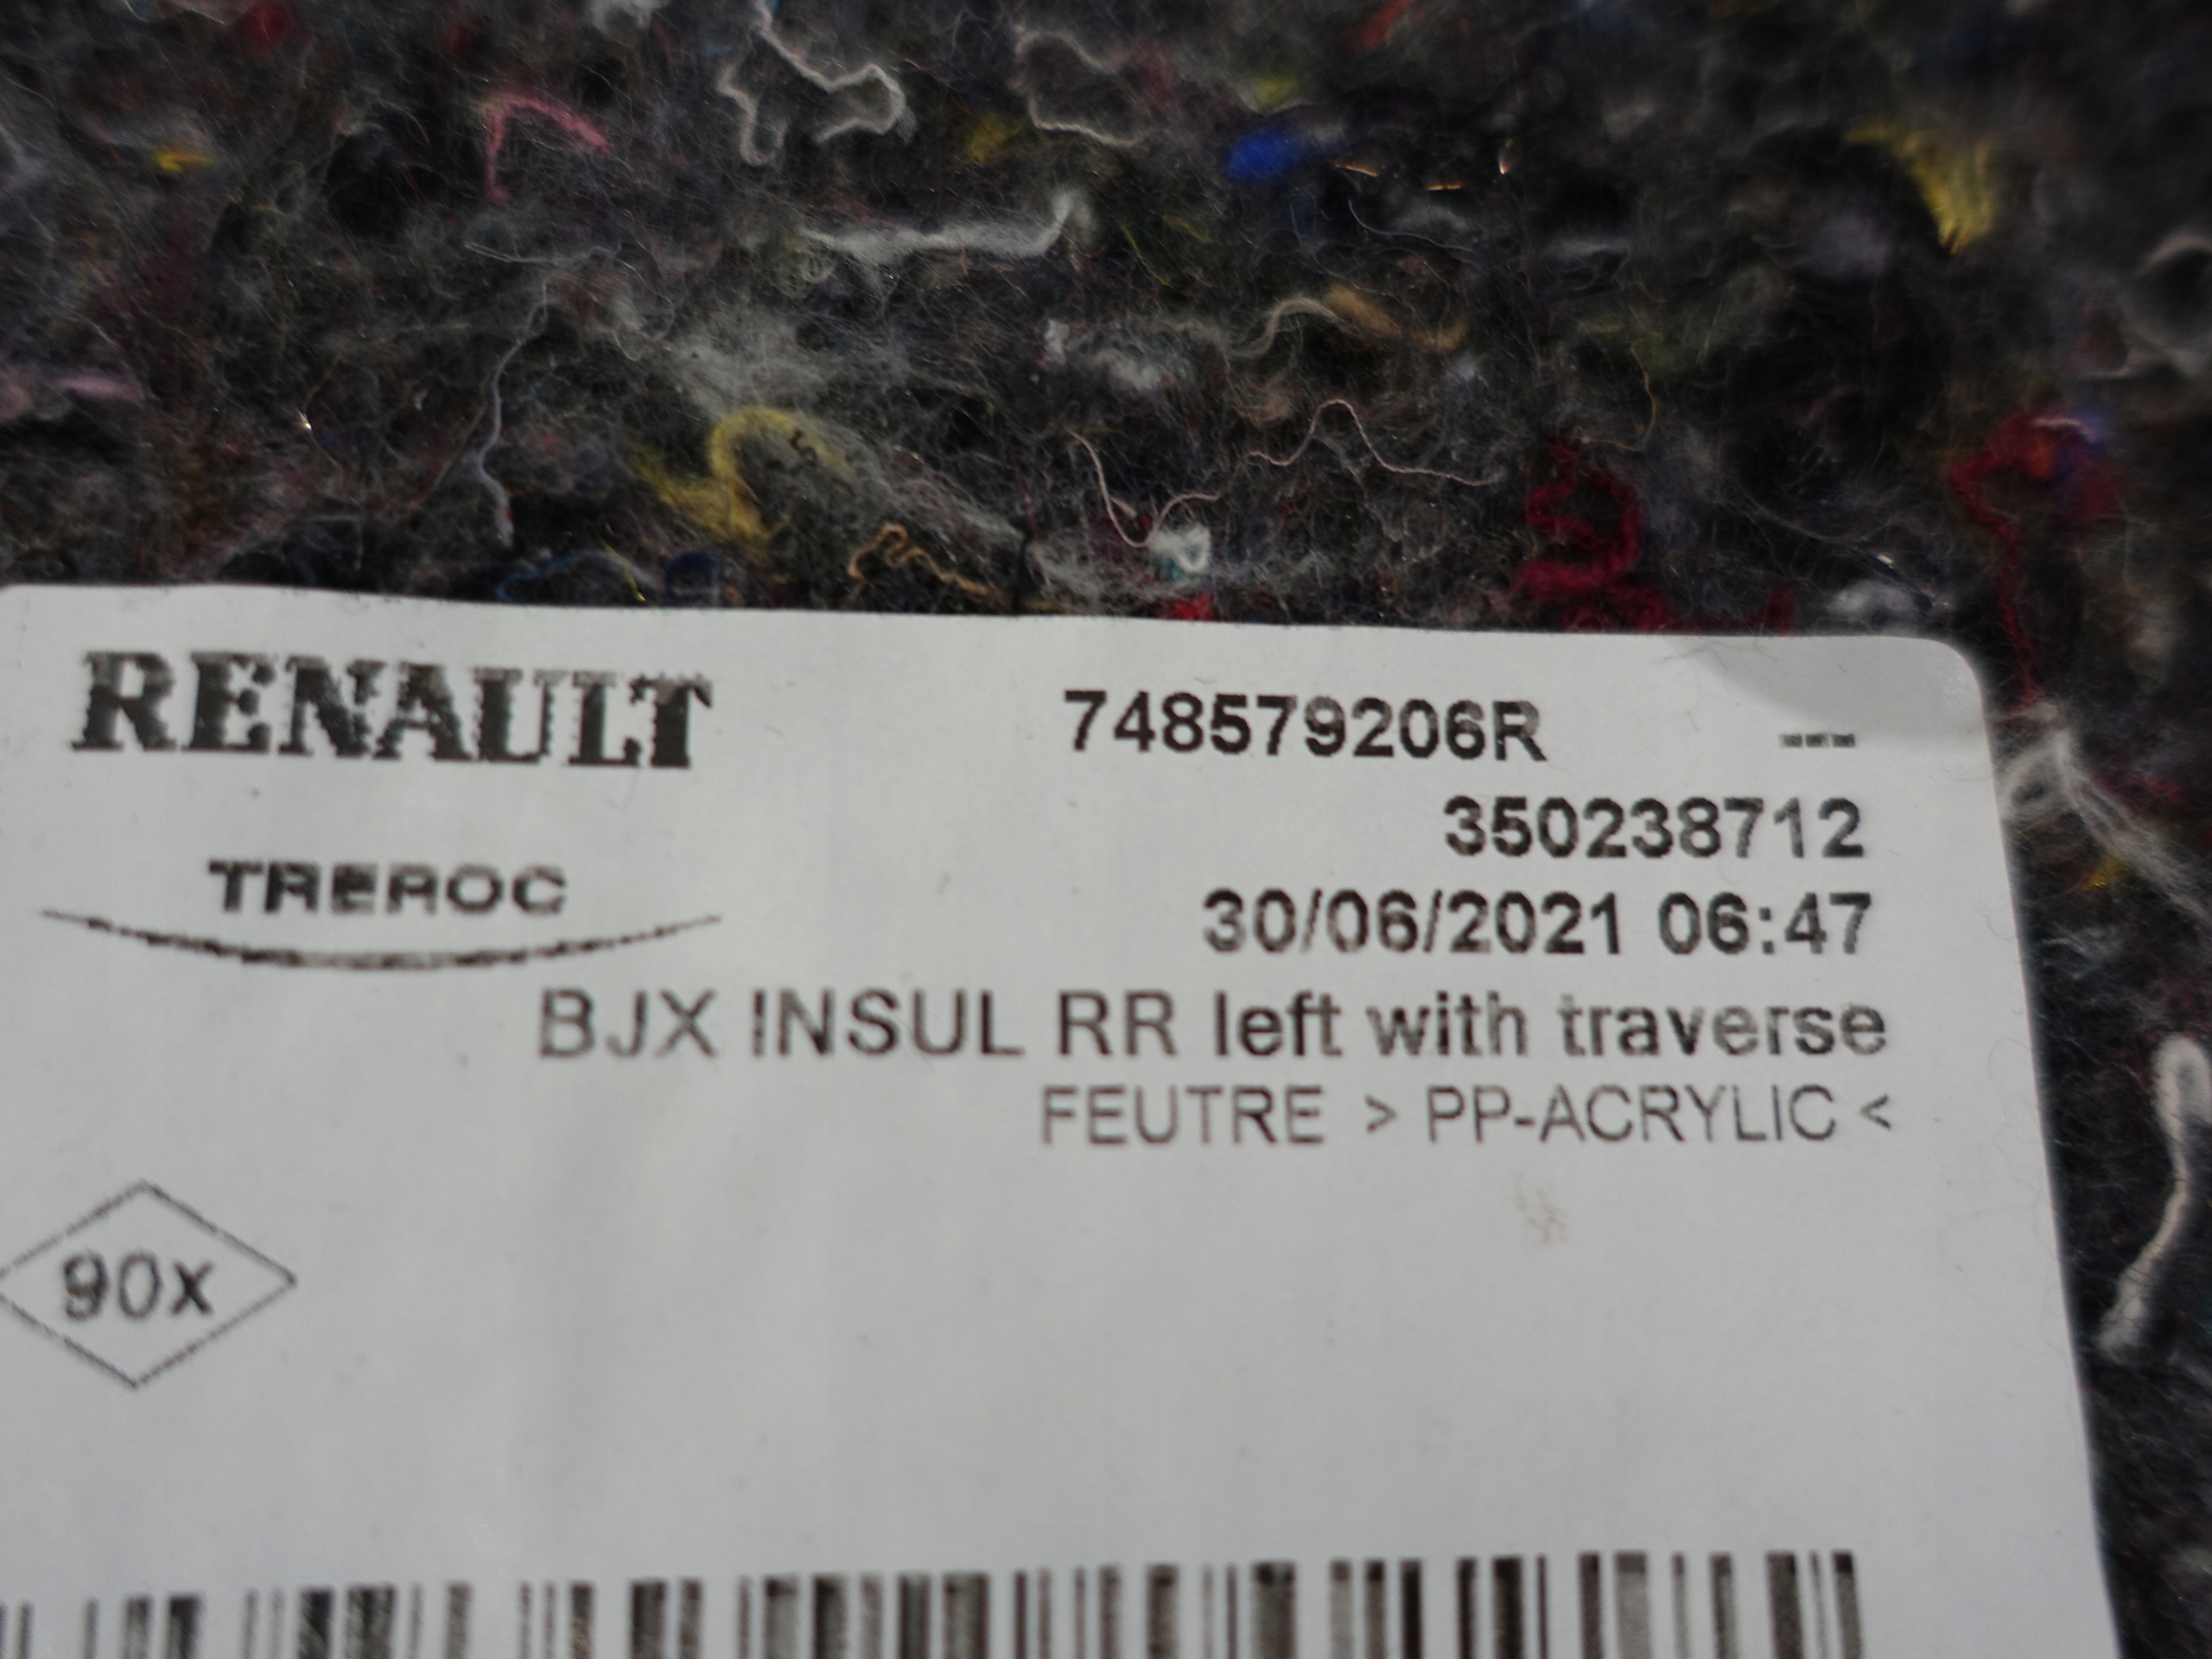 RENAULT 748579206R
350238712
TREROC
30/06/2021 06:47
BJX INSUL RR left with traverse
FEUTRE > PP-ACRYLIC <
90X